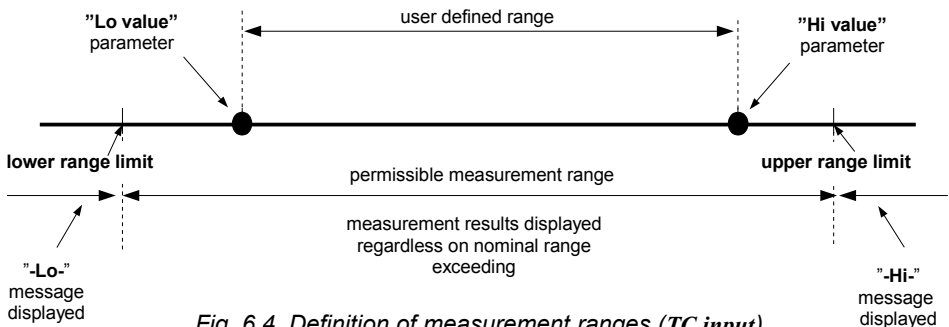 ”Lo value”
parameter
user defined range
”Hi value”
parameter
lower range limit
upper range limit
permissible measurement range
measurement results displayed
regardless on nominal range
exceeding
”-Lo-”
message
displayed
”-Hi-”
message
displayed
Fig. 6.4. Definition of measurement ranges (TC input)